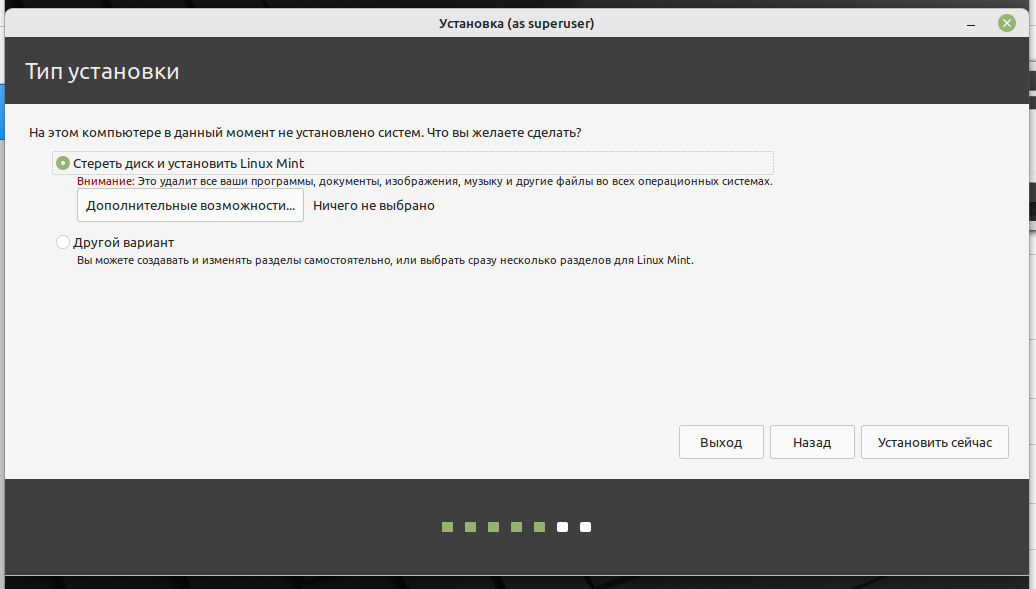 Установка (as superuser)
Тип установки
На этом компьютере в данный момент не установлено систем. Что вы желаете сделать?
Стереть диск и установить Linux Mint
Внимание: Это удалит все ваши программы, документы, изображения, музыку и другие файлы во всех операционных системах.
Дополнительные возможности... Ничего не выбрано
Другой вариант
Вы можете создавать и изменять разделы самостоятельно, или выбрать сразу несколько разделов для Linux Mint.
Выход Назад Установить сейчас